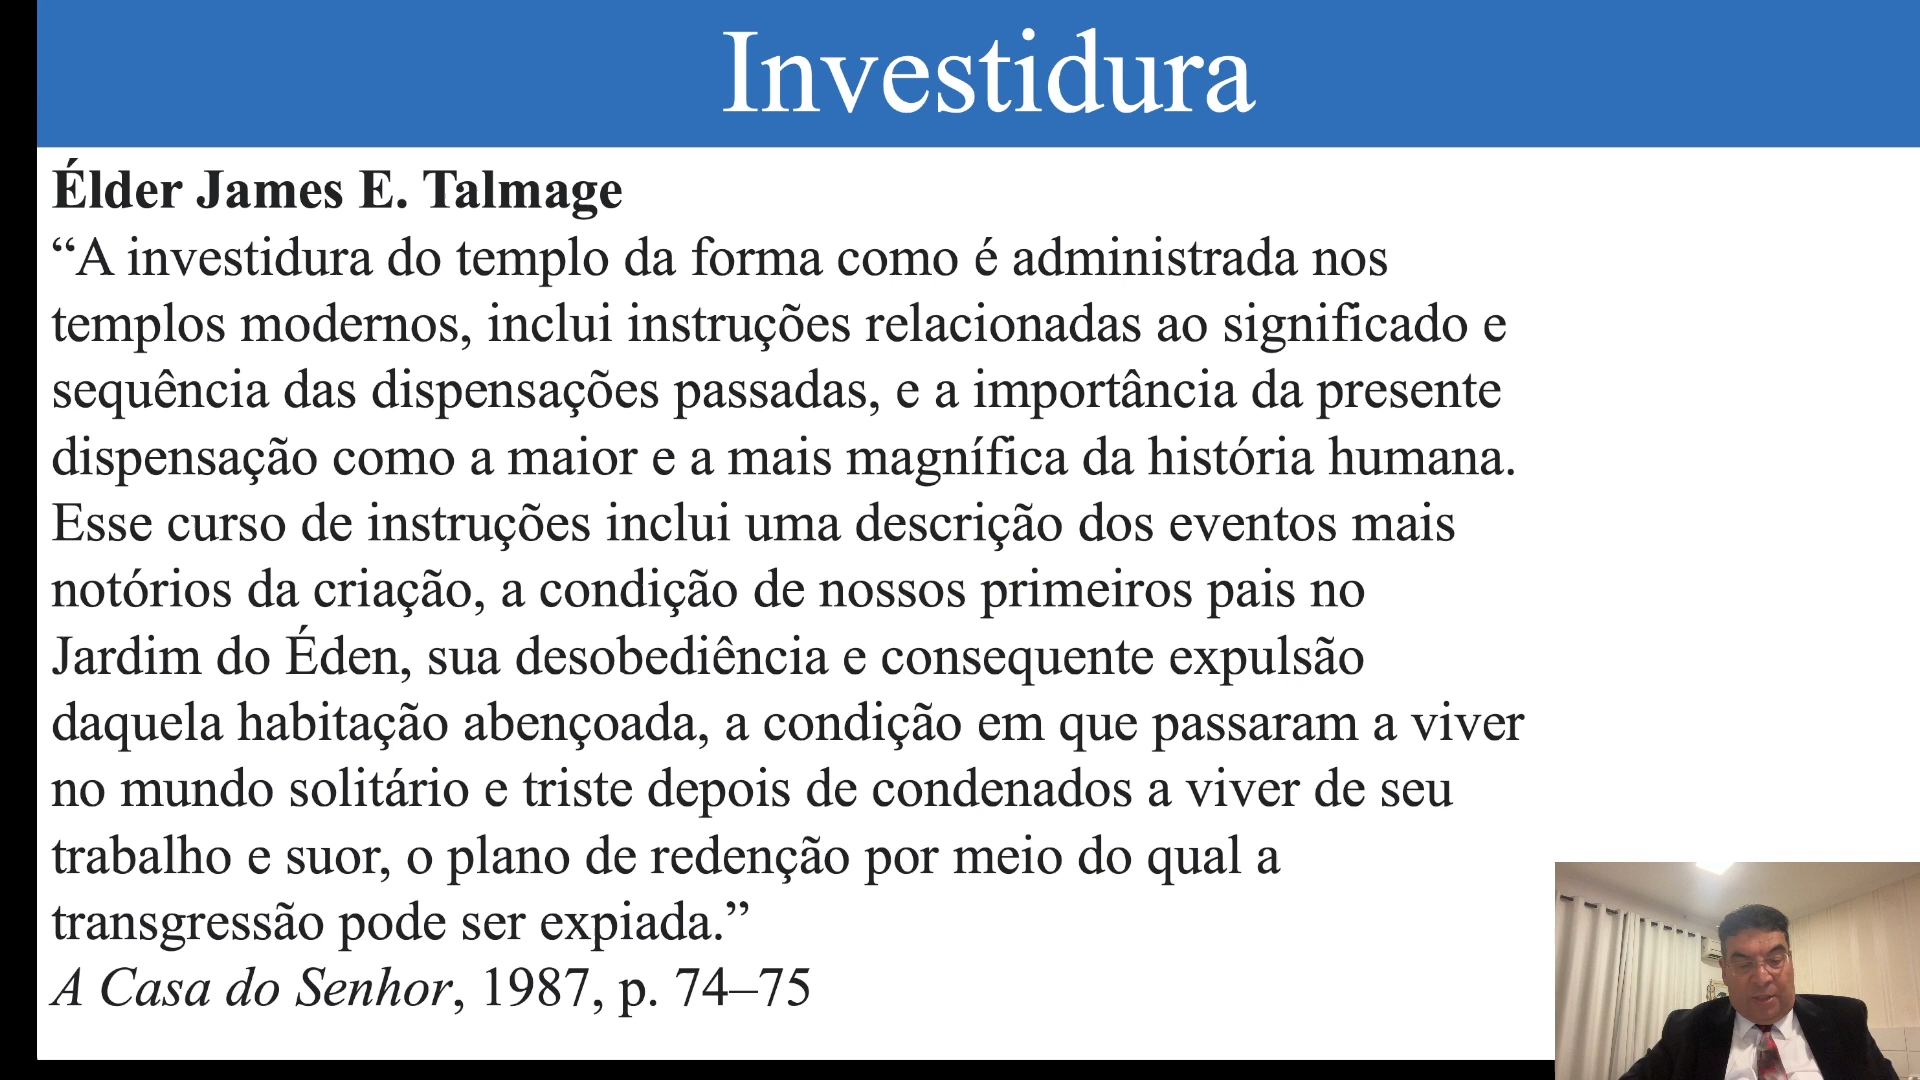 Investidura
Élder James E. Talmage
“A investidura do templo da forma como é administrada nos
templos modernos, inclui instruções relacionadas ao significado e
sequência das dispensações passadas, e a importância da presente
dispensação como a maior e a mais magnífica da história humana.
Esse curso de instruções inclui uma descrição dos eventos mais
notórios da criação, a condição de nossos primeiros pais no
Jardim do Éden, sua desobediência e consequente expulsão
daquela habitação abençoada, a condição em que passaram a viver
no mundo solitário e triste depois de condenados a viver de seu
trabalho e suor, o plano de redenção por meio do qual a
transgressão pode ser expiada.”
A Casa do Senhor, 1987, p. 74–75